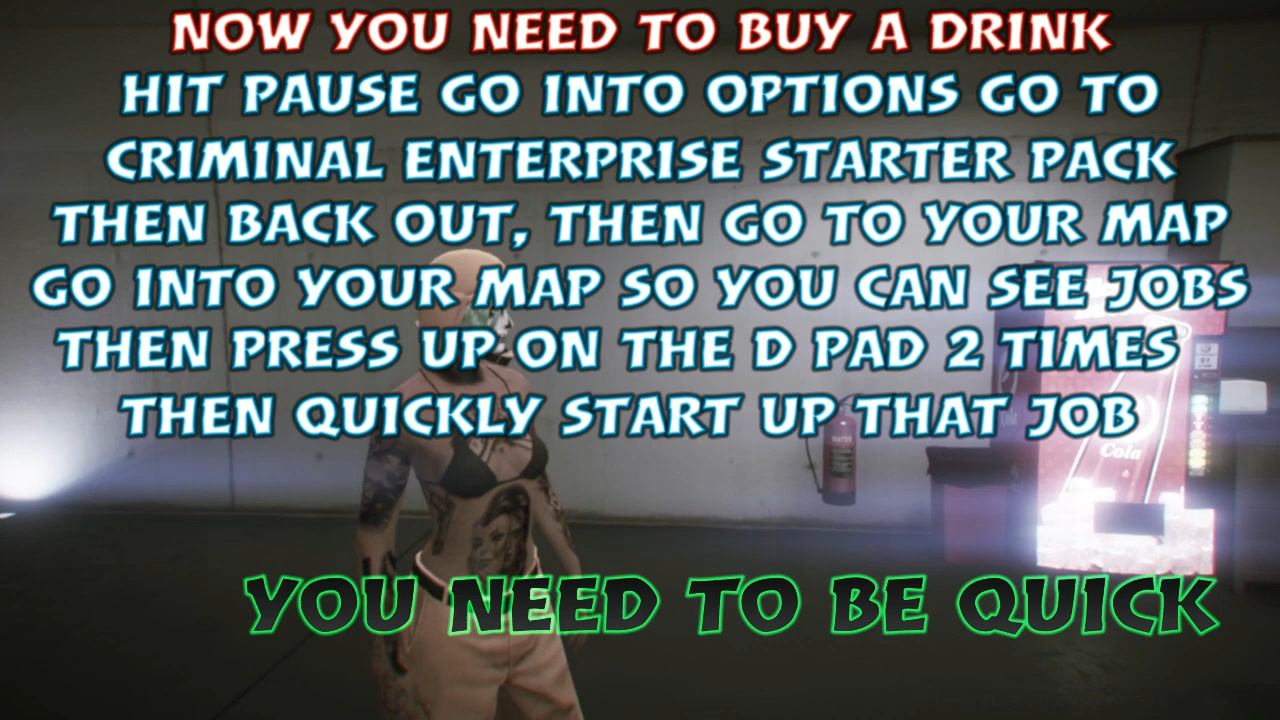 NOW YOU NEED TO BUY A DRINK
HIT PAUSE GO INTO OPTIONS GO TO
CRIMINAL ENTERPRISE STARTER PACK
THEN BACK OUT, THEN GO TO YOUR MAP
GO INTO YOUR MAP SO YOU CAN SEE JOBS
THEN PRESS UP ON THE D PAD 2 TIMES
THEN QUICKLY START UP THAT JOB
WATER
Cola
YOU NEED TO BE QUICK